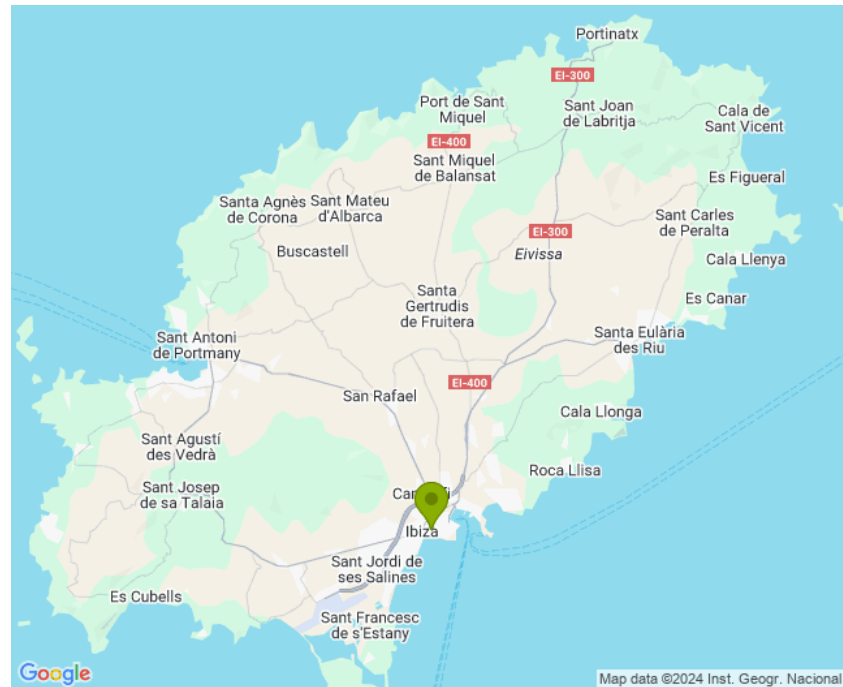 Portinatx
EI-300
Port de Sant
Miquel
Sant Joan
de Labritja
Cala de
Sant Vicent
EI-400
Sant Miquel
de Balansat
Es Figueral
Santa Agnès
de Corona
Sant Mateu
d'Albarca
Sant Carles
de Peralta
EI-300
Buscastell
Eivissa
Cala Llenya
Santa
Gertrudis
de Fruitera
Es Canar
Sant Antoni
de Portmany
Santa Eulària
des Riu
EI-400
San Rafael
Cala Llonga
Sant Agustí
des Vedrà
Roca Llisa
Sant Josep
de sa Talaia
Ibiza
Sant Jordi de
ses Salines
Es Cubells
Sant Francesc
de s'Estany
Google
Map data ©2024 Inst. Geogr. Nacional